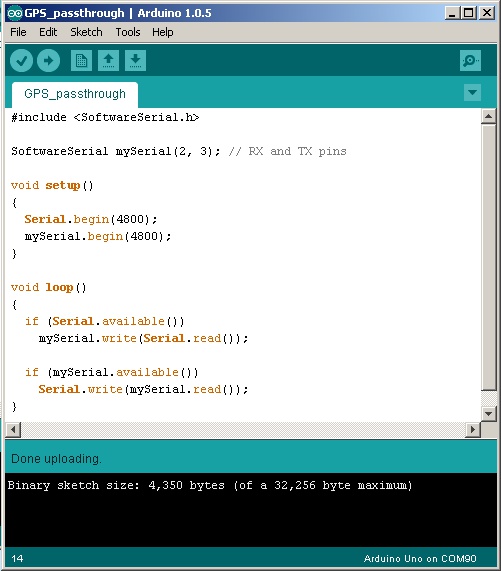 GPS_passthrough | Arduino 1.0.5
File Edit Sketch Tools Help
GPS_passthrough
#include <SoftwareSerial.h>
SoftwareSerial mySerial(2, 3); // RX and TX pins
void setup()
{
  Serial.begin(4800);
  mySerial.begin(4800);
}
void loop()
{
  if (Serial.available())
    mySerial.write(Serial.read());
  if (mySerial.available())
    Serial.write(mySerial.read());
}
Done uploading.
Binary sketch size: 4,350 bytes (of a 32,256 byte maximum)
14 Arduino Uno on COM90